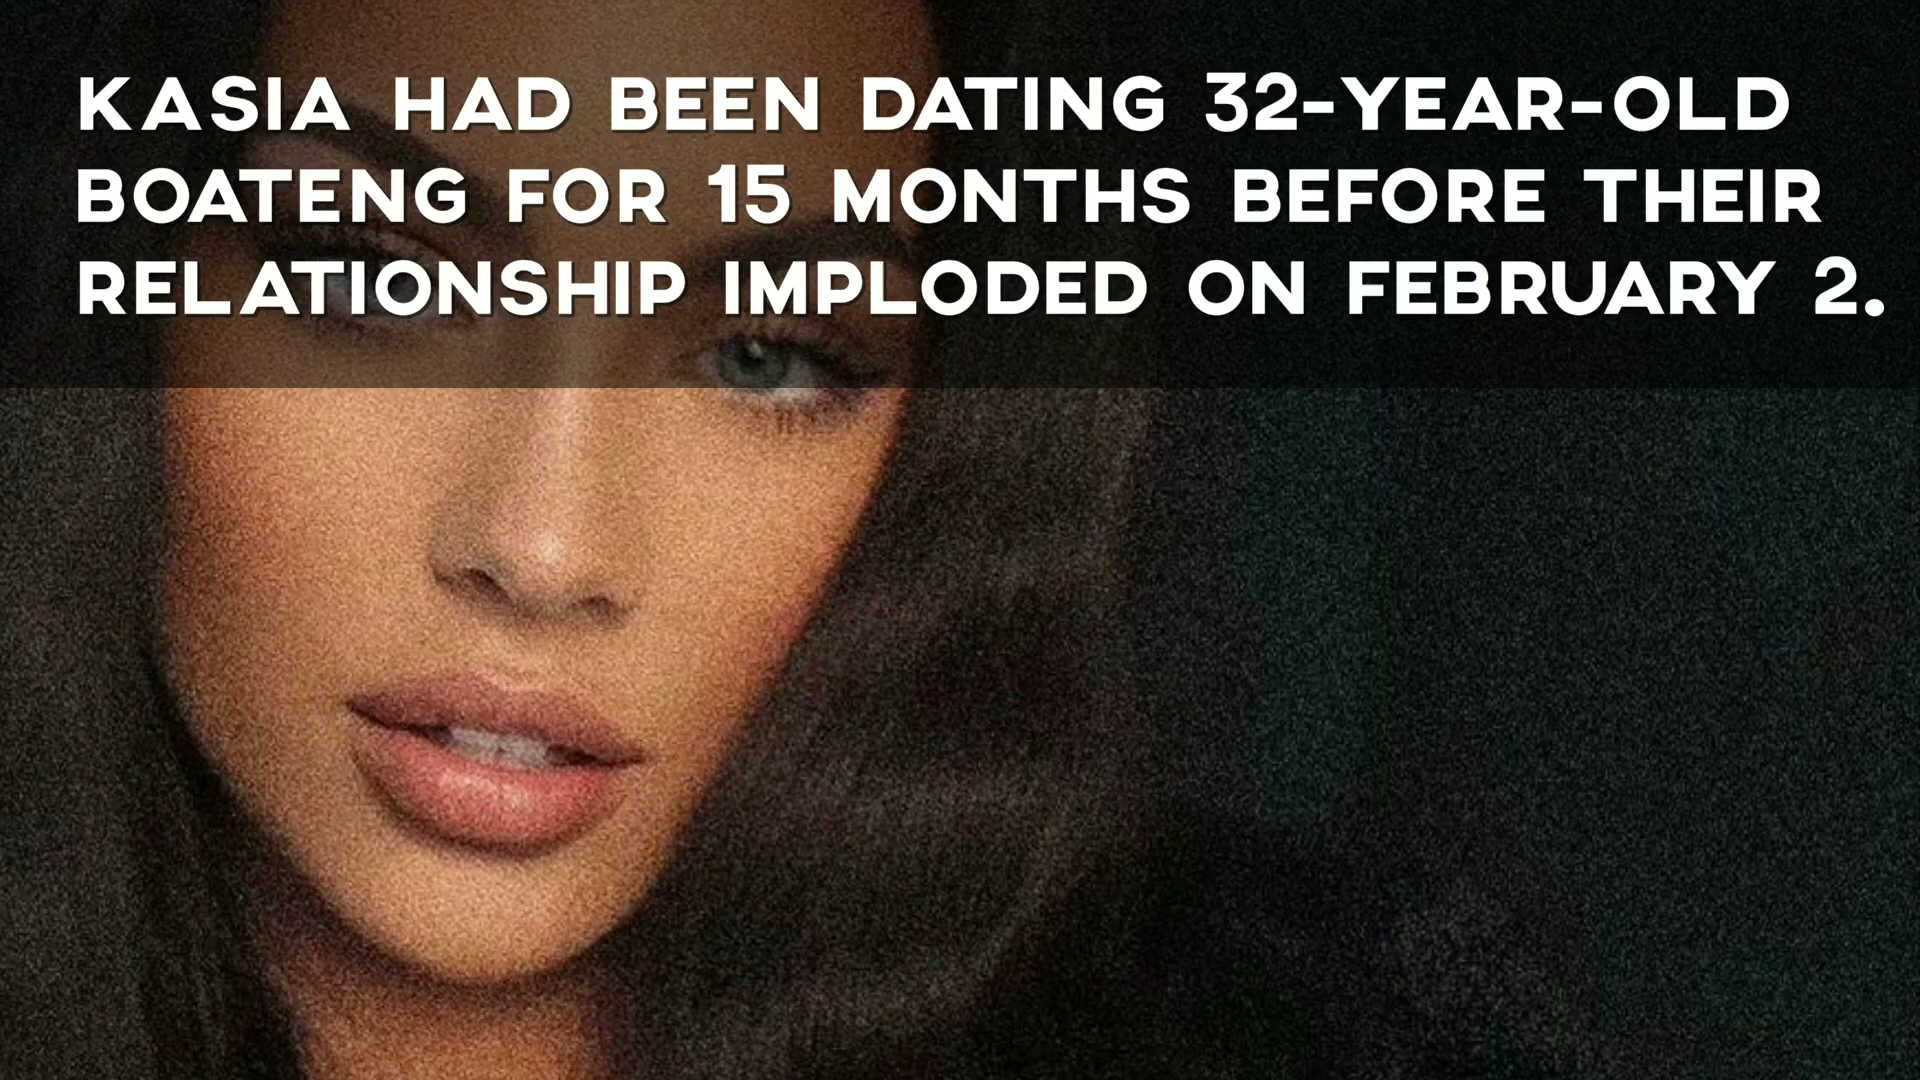 KASIA HAD BEEN DATING 32-YEAR-OLD
BOATENG FOR 15 MONTHS BEFORE THEIR
RELATIONSHIP IMPLODED ON FEBRUARY 2.